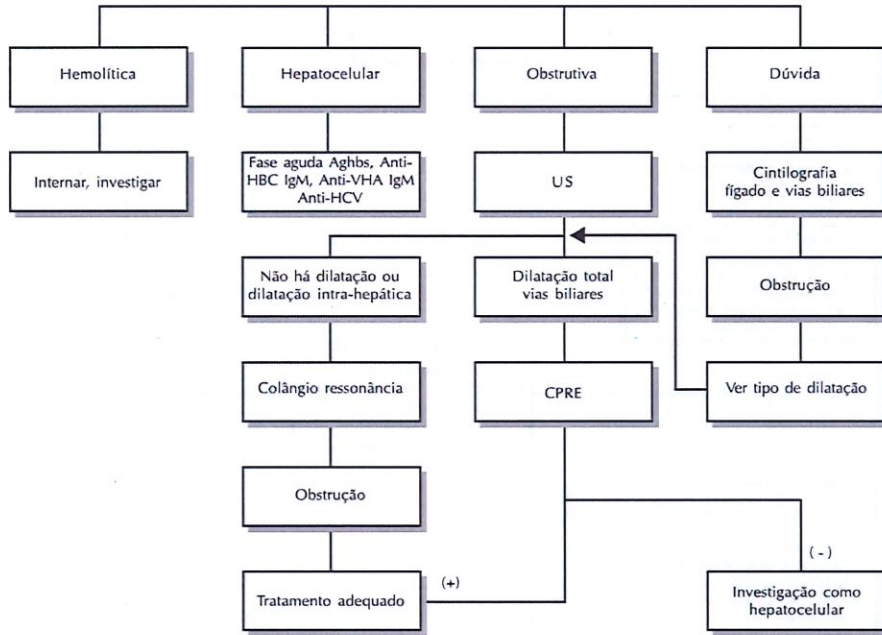 Hemolítica
Hepatocelular
Obstrutiva
Dúvida
Internar, investigar
Fase aguda Aghbs, Anti-
HBC IgM, Anti-VHA IgM
Anti-HCV
US
Cintilografia
fígado e vias biliares
Não há dilatação ou
dilatação intra-hepática
Dilatação total
vias biliares
Obstrução
Colângio ressonância
CPRE
Ver tipo de dilatação
Obstrução
(+)
(-)
Tratamento adequado
Investigação como
hepatocelular